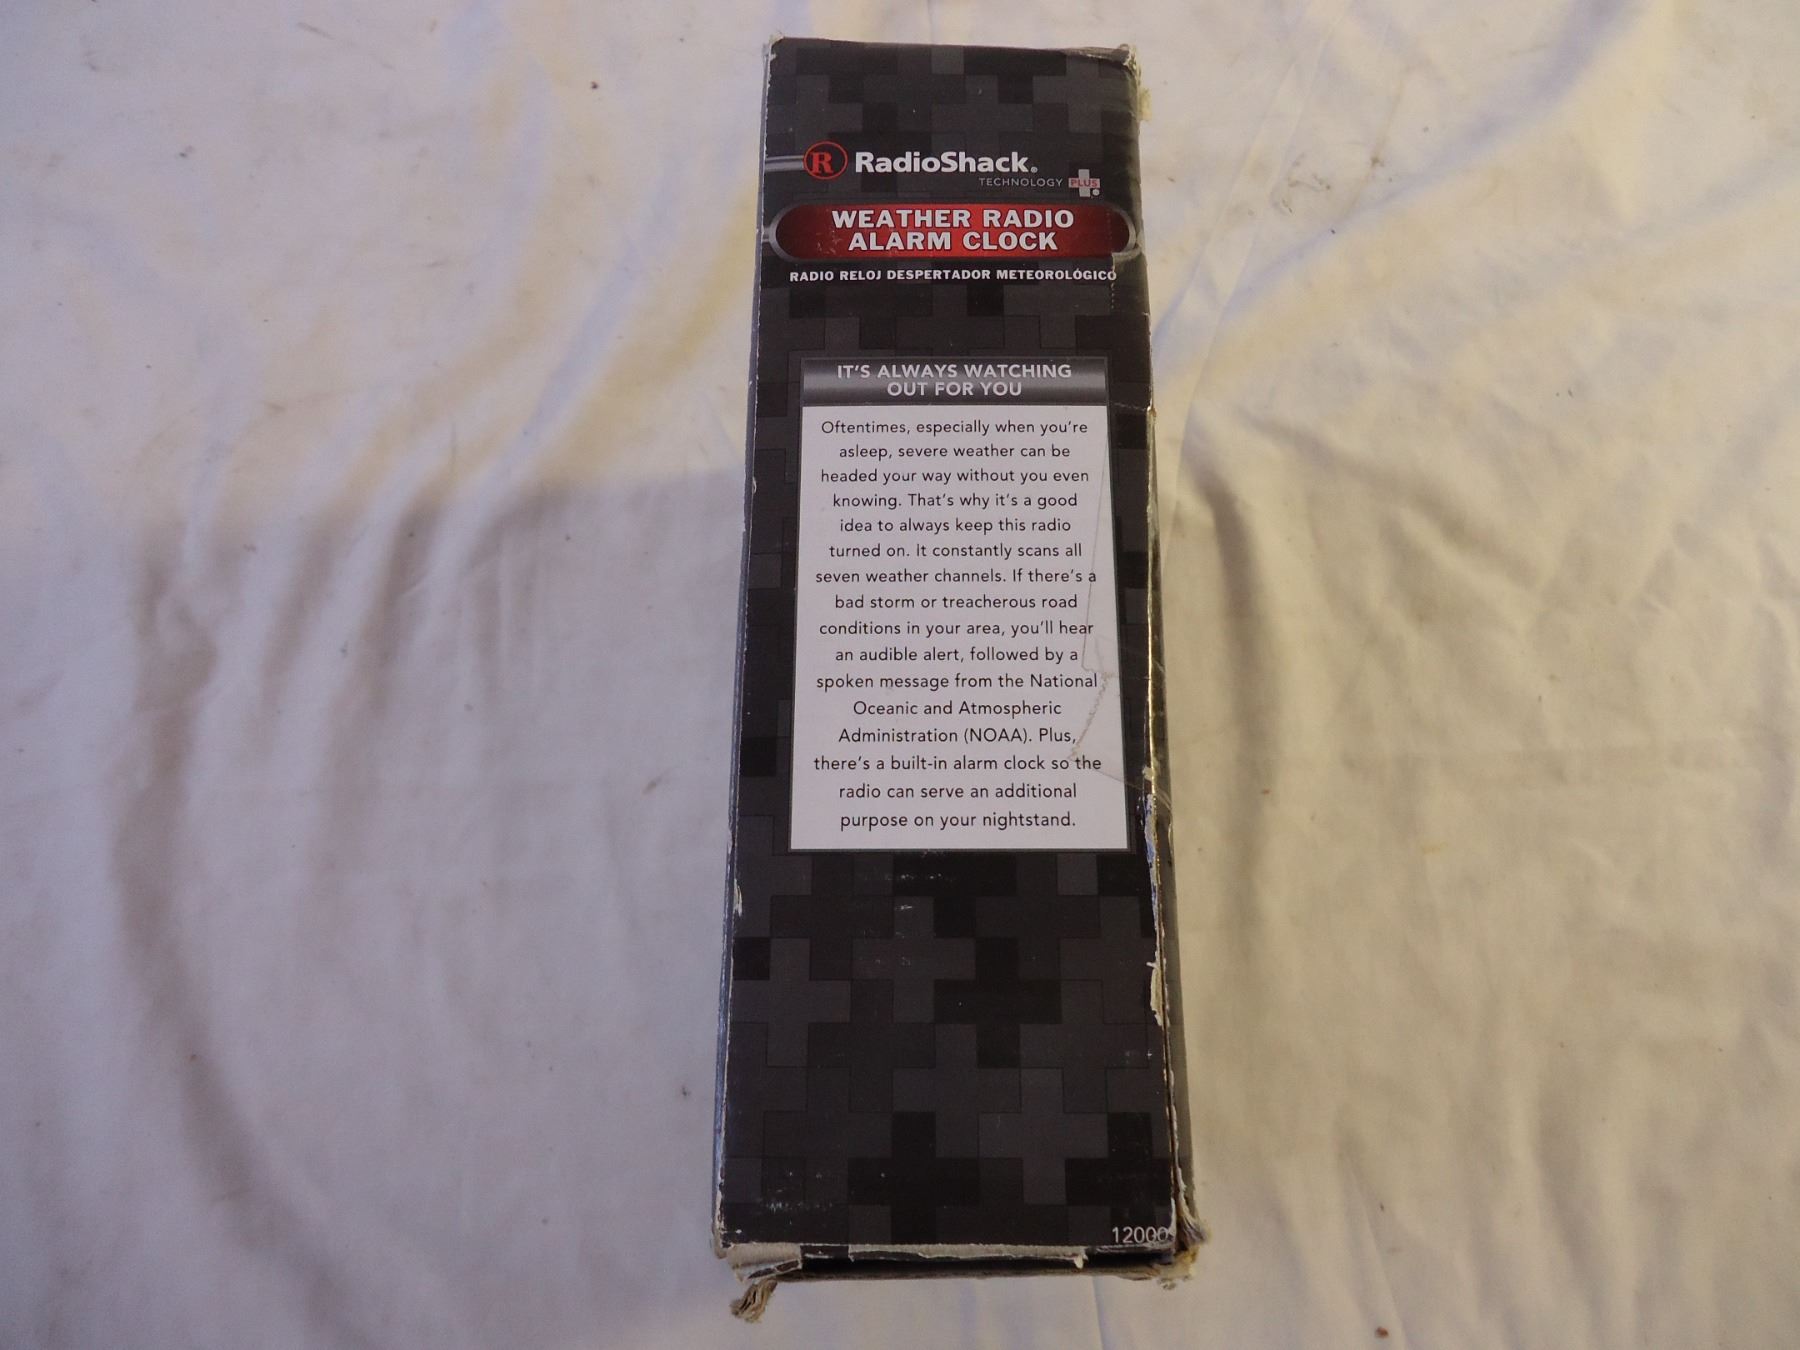 R RadioShack®
TECHNOLOGY PLUS
WEATHER RADIO
ALARM CLOCK
RADIO RELOJ DESPERTADOR METEOROLÓGICO
IT'S ALWAYS WATCHING
OUT FOR YOU
Oftentimes, especially when you're
asleep, severe weather can be
headed your way without you even
knowing. That's why it's a good
idea to always keep this radio
turned on. It constantly scans all
seven weather channels. If there's a
bad storm or treacherous road
conditions in your area, you'll hear
an audible alert, followed by a
spoken message from the National
Oceanic and Atmospheric
Administration (NOAA). Plus,
there's a built-in alarm clock so the
radio can serve an additional
purpose on your nightstand.
12000